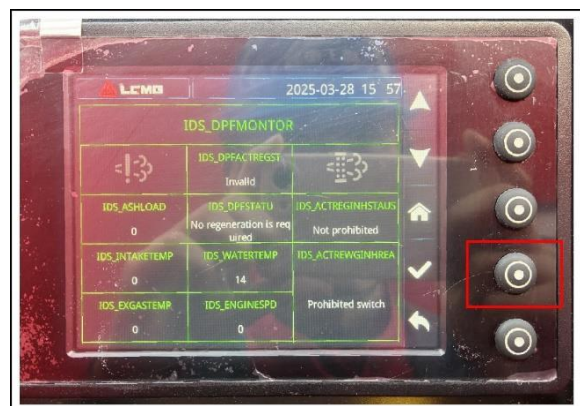 LCMG 2025-03-28 15 57
IDS_DPFMONTOR
IDS_DPFACTREGST
Invalid
IDS_ASHLOAD IDS_DPFSTATU IDS_ACTREGINHSTAUS
0 No regeneration is req Not prohibited
uired
IDS_INTAKETEMP IDS_WATERTEMP IDS_ACTREWGINHREA
0 14
IDS_EXGASTEMP IDS_ENGINESPD Prohibited switch
0 0